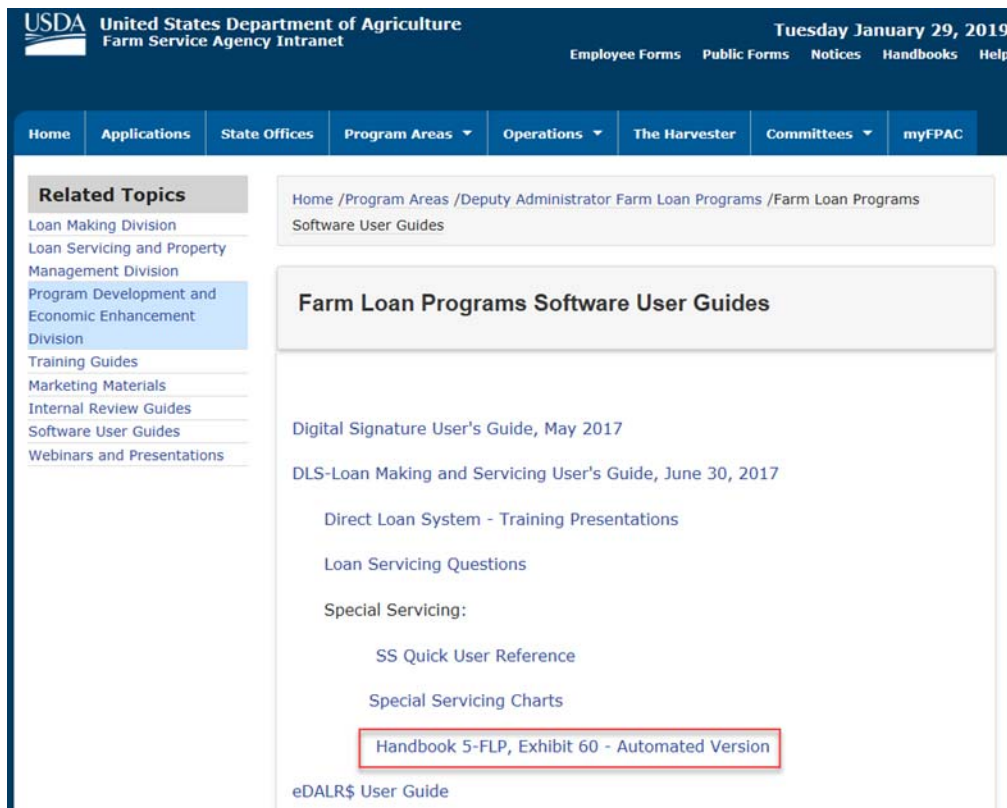 USDA
United States Department of Agriculture
Farm Service Agency Intranet
Tuesday January 29, 2019
Employee Forms Public Forms Notices Handbooks Help
Home Applications State Offices Program Areas Operations The Harvester Committees myFPAC
Related Topics
Loan Making Division
Loan Servicing and Property
Management Division
Program Development and
Economic Enhancement
Division
Training Guides
Marketing Materials
Internal Review Guides
Software User Guides
Webinars and Presentations
Home /Program Areas /Deputy Administrator Farm Loan Programs /Farm Loan Programs
Software User Guides
Farm Loan Programs Software User Guides
Digital Signature User's Guide, May 2017
DLS-Loan Making and Servicing User's Guide, June 30, 2017
Direct Loan System - Training Presentations
Loan Servicing Questions
Special Servicing:
SS Quick User Reference
Special Servicing Charts
Handbook 5-FLP, Exhibit 60 - Automated Version
eDALR$ User Guide